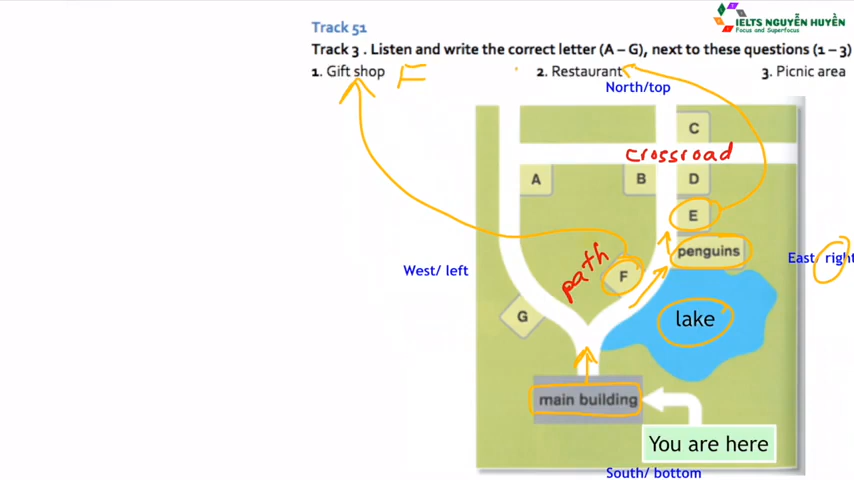 IELTS NGUYỄN HUYỀN
Focus and Superfocus
Track 51
Track 3 . Listen and write the correct letter (A – G), next to these questions (1 – 3)
1. Gift shop F 2. Restaurant 3. Picnic area
North/top
C
crossroad
A B D
E
penguins
path
West/ left
East/ right
F
G
lake
main building
You are here
South/ bottom